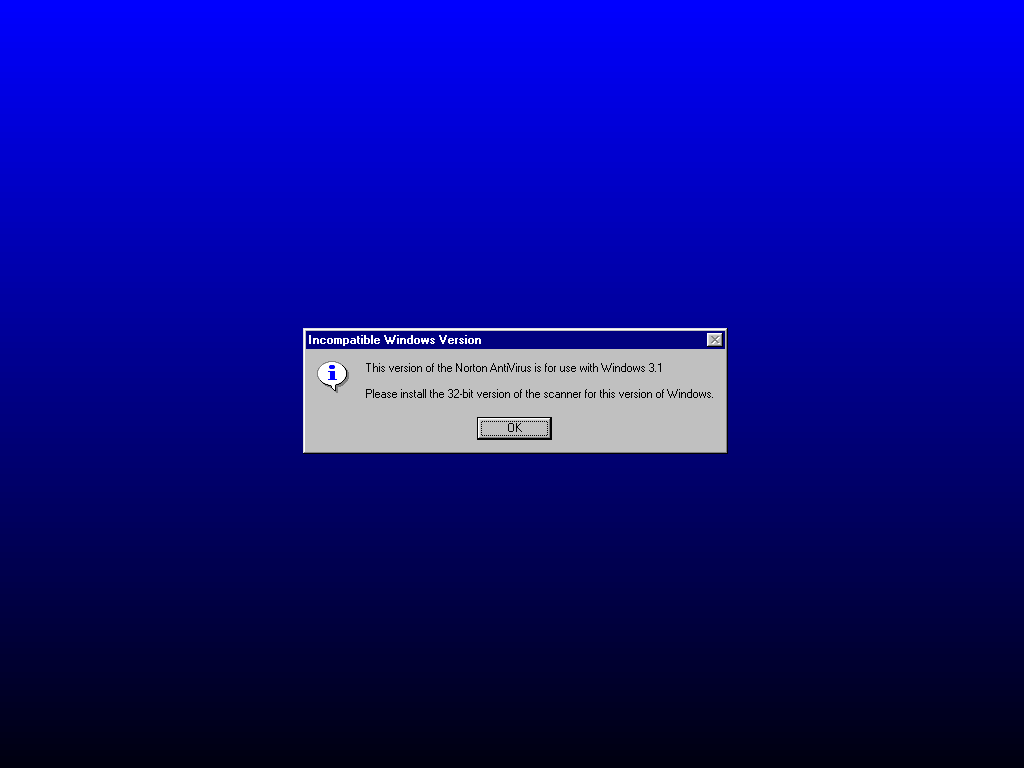 Incompatible Windows Version
This version of the Norton AntiVirus is for use with Windows 3.1
Please install the 32-bit version of the scanner for this version of Windows.
OK